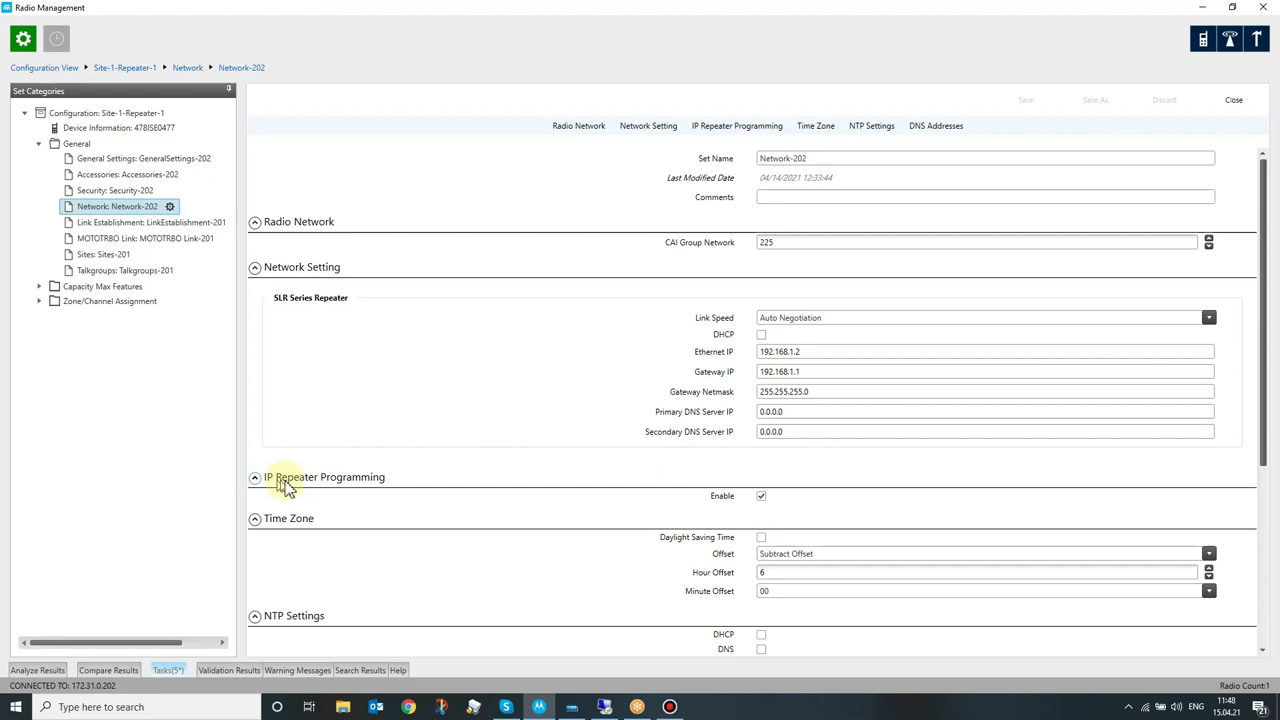 Radio Management
Configuration View Site-1-Repeater-1 Network Network-202
Set Categories
Configuration: Site-1-Repeater-1
Device Information: 478ISE0477
General
General Settings: GeneralSettings-202
Accessories: Accessories-202
Security: Security-202
Network: Network-202
Link Establishment: LinkEstablishment-201
MOTOTRBO Link: MOTOTRBO Link-201
Sites: Sites-201
Talkgroups: Talkgroups-201
Capacity Max Features
Zone/Channel Assignment
Save Save As Discard Close
Radio Network Network Setting IP Repeater Programming Time Zone NTP Settings DNS Addresses
Set Name Network-202
Last Modified Date 04/14/2021 12:33:44
Comments
Radio Network
CAI Group Network 225
Network Setting
SLR Series Repeater
Link Speed Auto Negotiation
DHCP
Ethernet IP 192.168.1.2
Gateway IP 192.168.1.1
Gateway Netmask 255.255.255.0
Primary DNS Server IP 0.0.0.0
Secondary DNS Server IP 0.0.0.0
IP Repeater Programming
Enable
Time Zone
Daylight Saving Time
Offset Subtract Offset
Hour Offset 6
Minute Offset 00
NTP Settings
DHCP
DNS
Analyze Results Compare Results Tasks(5*) Validation Results Warning Messages Search Results Help
CONNECTED TO: 172.31.0.202 Radio Count:1
Type here to search
ENG
11:48
15.04.21
21